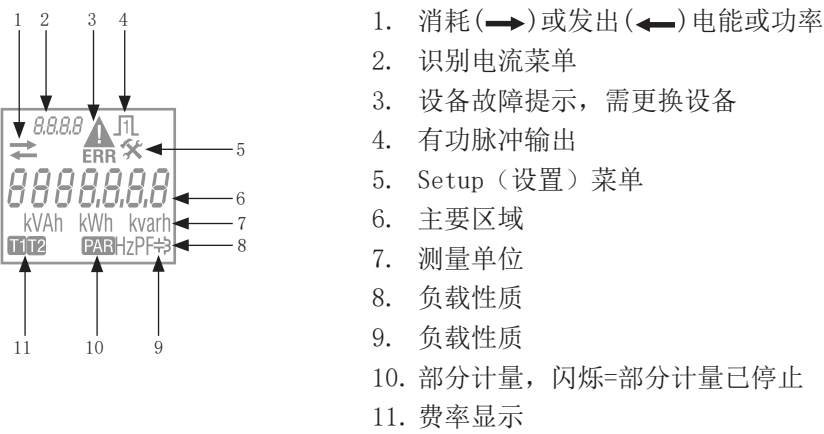 1 2 3 4
8.8.8.8
ERR
5
8888.8.8.8
6
kVAh kWh kvarh
7
T1 T2 PAR Hz PF
8
11 10 9
1. 消耗(→)或发出(←)电能或功率
2. 识别电流菜单
3. 设备故障提示，需更换设备
4. 有功脉冲输出
5. Setup（设置）菜单
6. 主要区域
7. 测量单位
8. 负载性质
9. 负载性质
10. 部分计量，闪烁=部分计量已停止
11. 费率显示